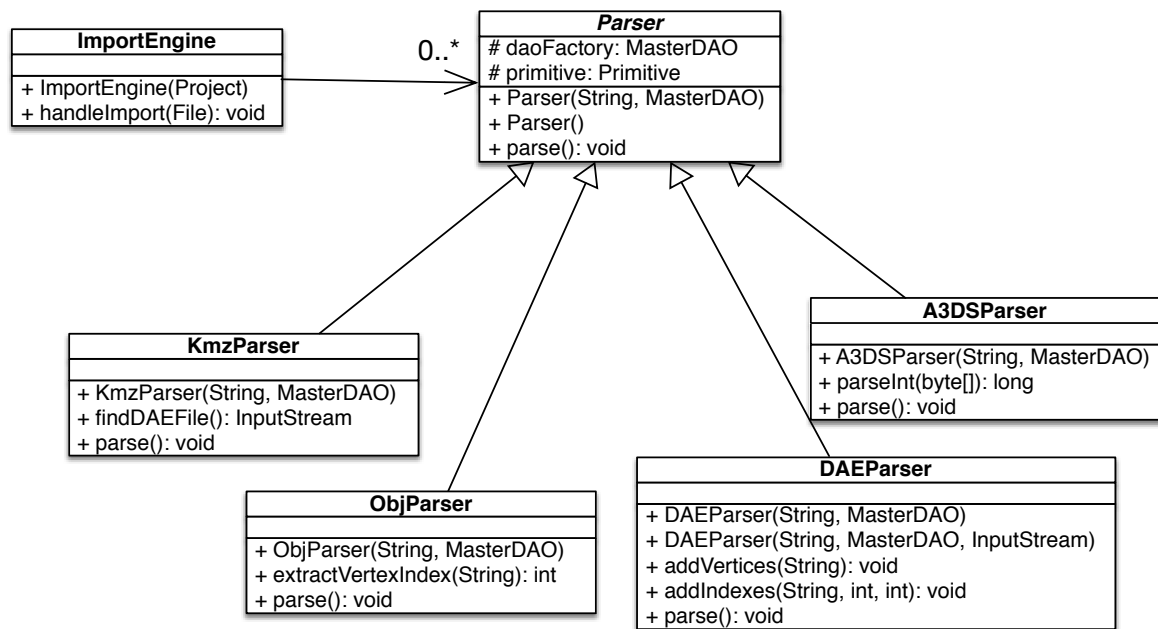 ImportEngine
+ ImportEngine(Project)
+ handleImport(File): void
0..*
Parser
# daoFactory: MasterDAO
# primitive: Primitive
+ Parser(String, MasterDAO)
+ Parser()
+ parse(): void
KmzParser
+ KmzParser(String, MasterDAO)
+ findDAEFile(): InputStream
+ parse(): void
A3DSParser
+ A3DSParser(String, MasterDAO)
+ parseInt(byte[]): long
+ parse(): void
ObjParser
+ ObjParser(String, MasterDAO)
+ extractVertexIndex(String): int
+ parse(): void
DAEParser
+ DAEParser(String, MasterDAO)
+ DAEParser(String, MasterDAO, InputStream)
+ addVertices(String): void
+ addIndexes(String, int, int): void
+ parse(): void